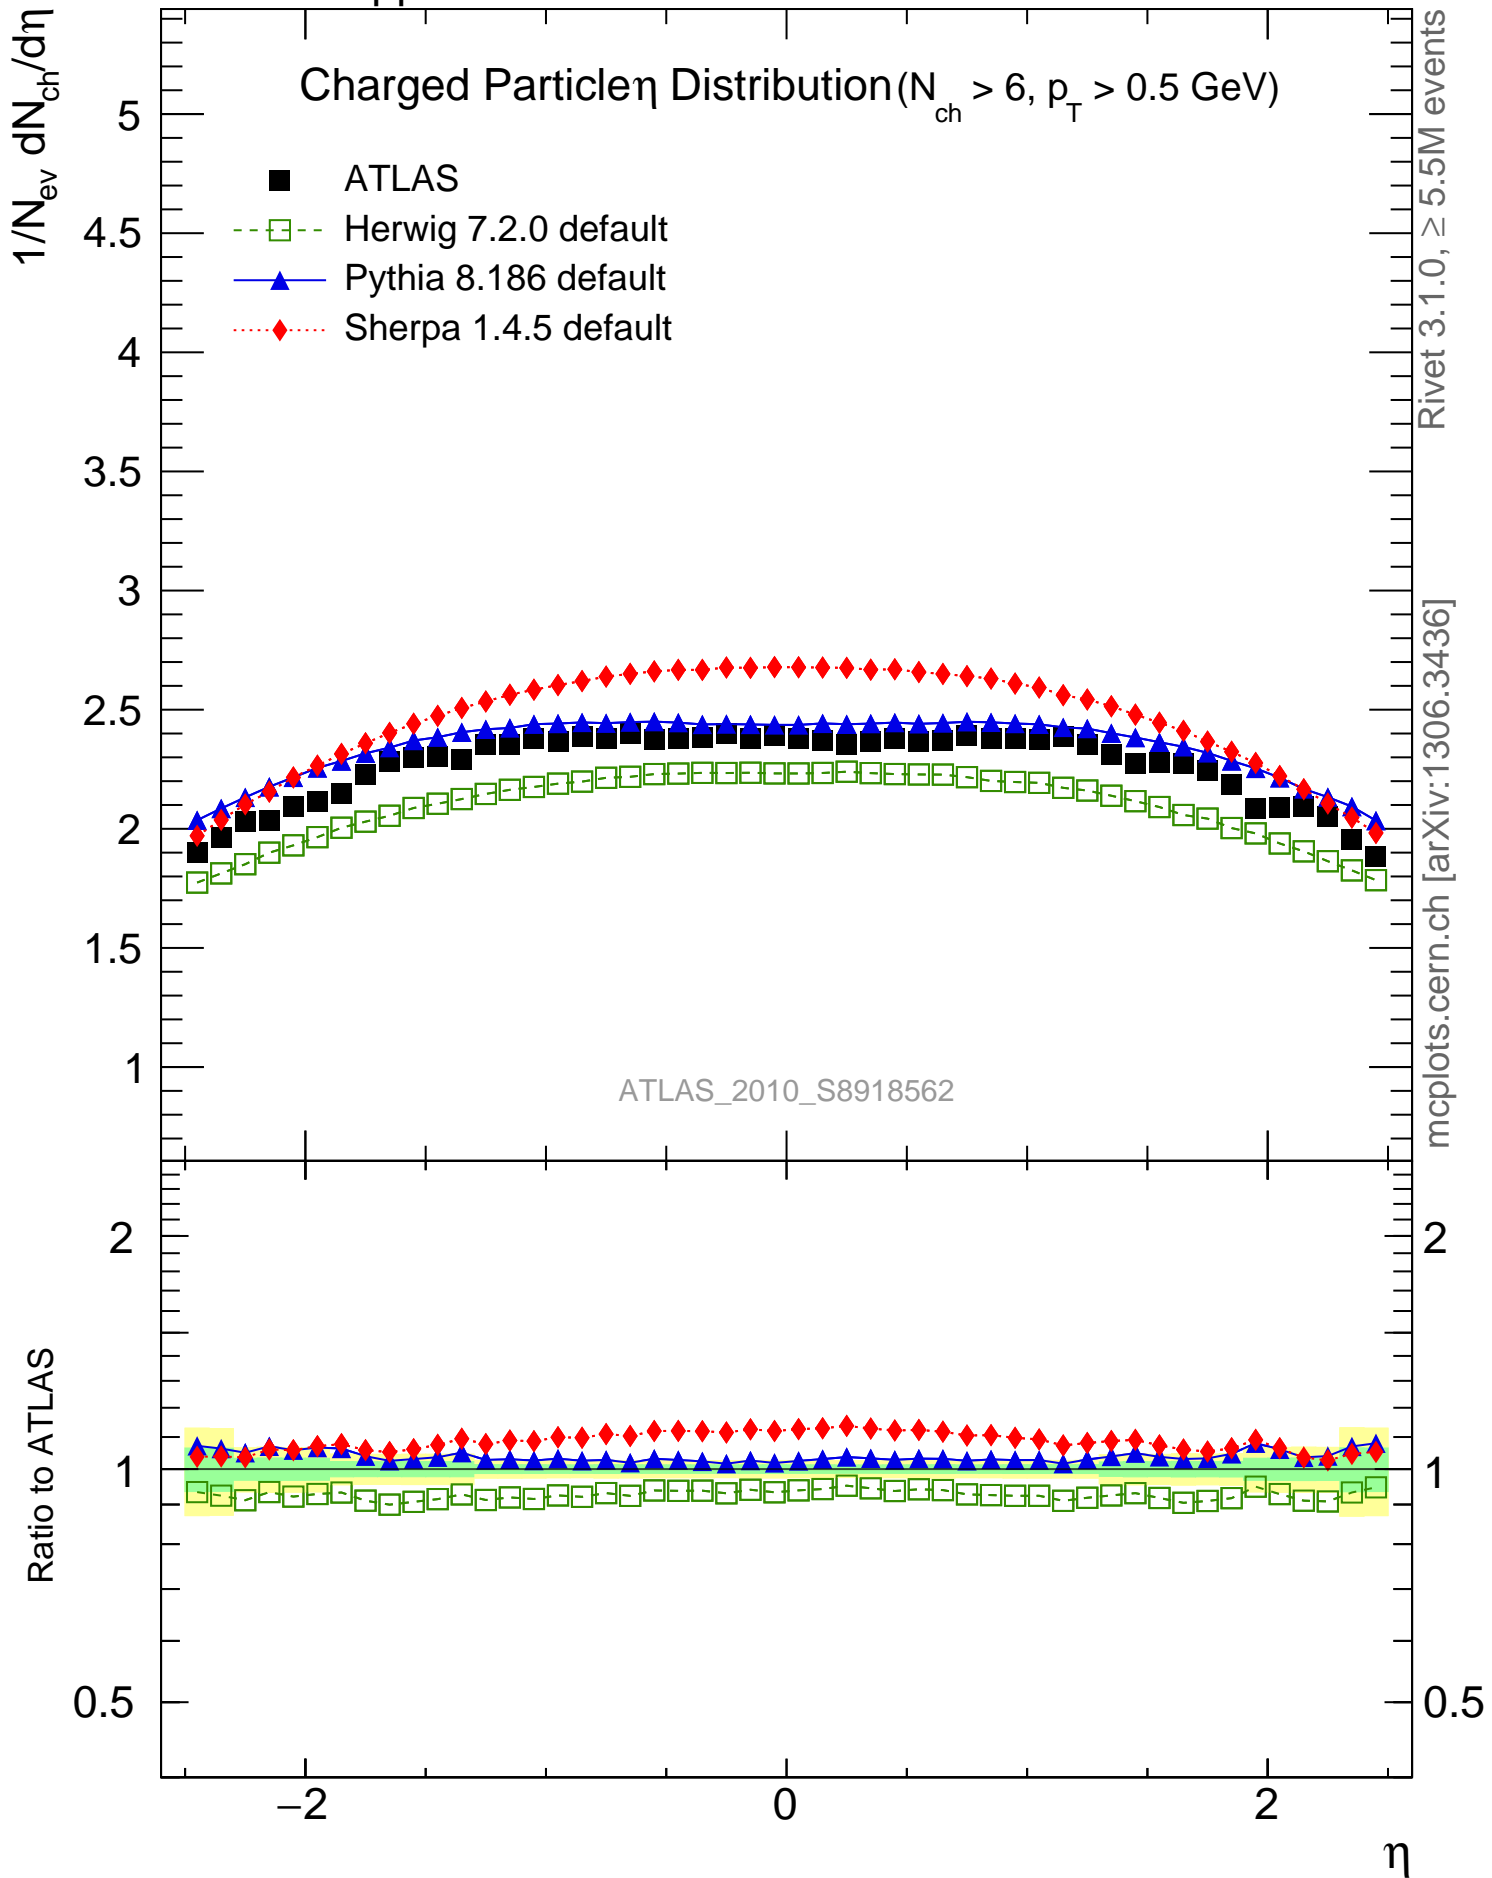 pp
1/N_ev dN_ch/dη
Charged Particle η Distribution (N_ch > 6, p_T > 0.5 GeV)
ATLAS
Herwig 7.2.0 default
Pythia 8.186 default
Sherpa 1.4.5 default
5
4.5
4
3.5
3
2.5
2
1.5
1
ATLAS_2010_S8918562
Rivet 3.1.0, ≥ 5.5M events
mcplots.cern.ch [arXiv:1306.3436]
Ratio to ATLAS
2
1
0.5
2
1
0.5
−2
0
2
η